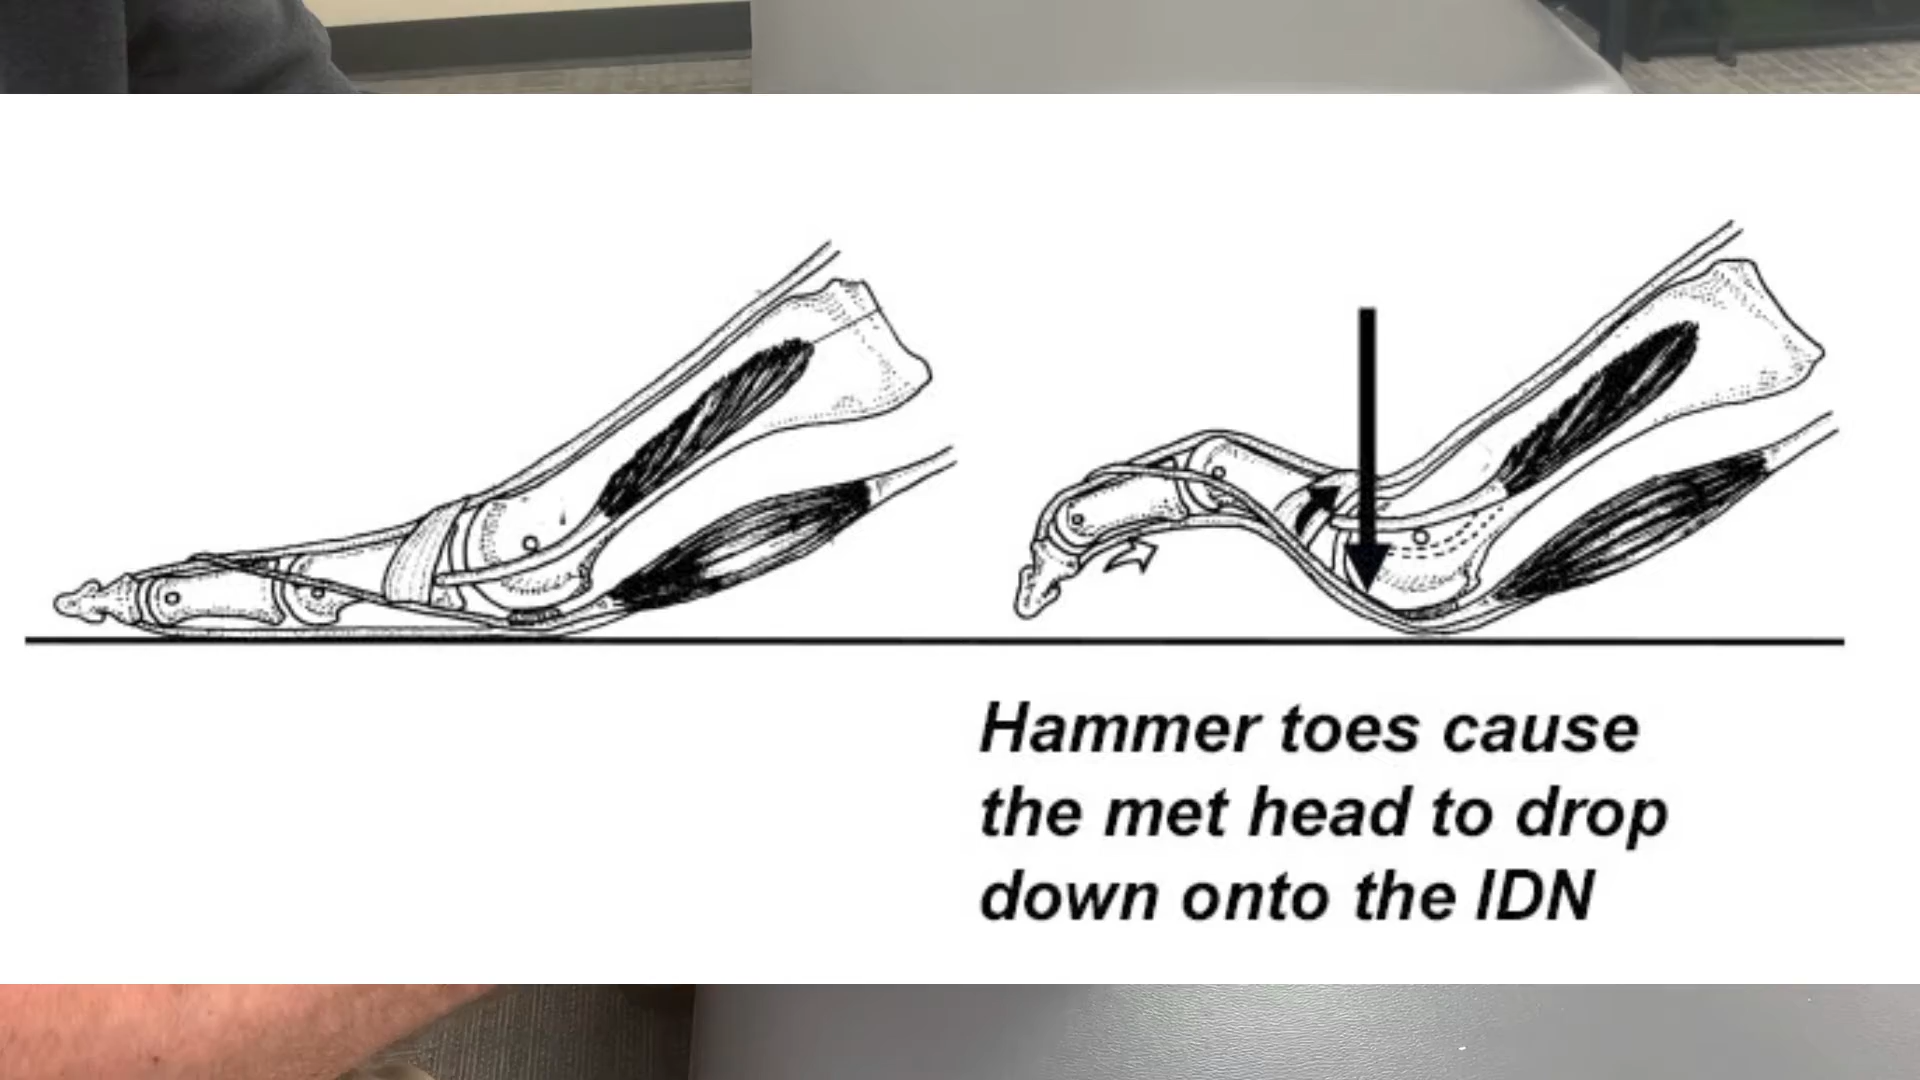 Hammer toes cause
the met head to drop
down onto the IDN